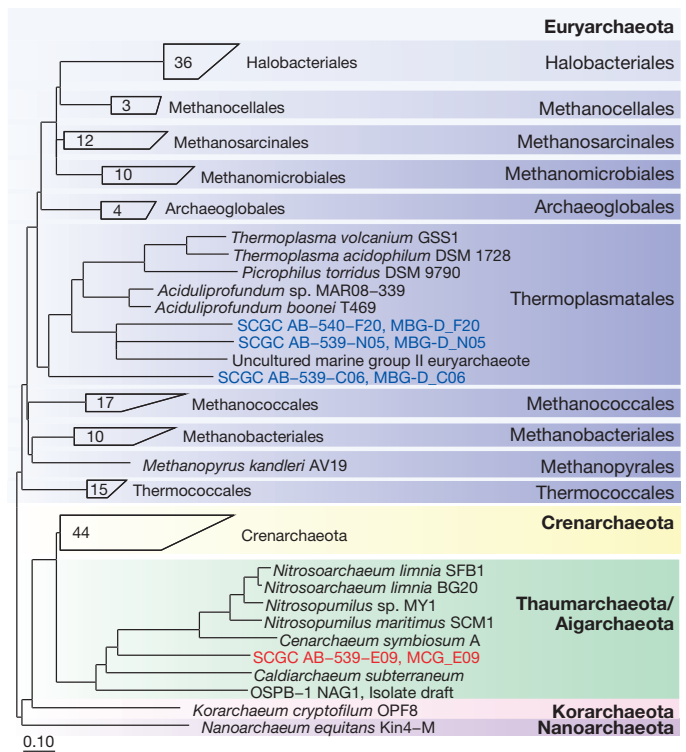 Euryarchaeota
36 Halobacteriales Halobacteriales
3 Methanocellales Methanocellales
12 Methanosarcinales Methanosarcinales
10 Methanomicrobiales Methanomicrobiales
4 Archaeoglobales Archaeoglobales
Thermoplasma volcanium GSS1
Thermoplasma acidophilum DSM 1728
Picrophilus torridus DSM 9790
Aciduliprofundum sp. MAR08−339
Thermoplasmatales
Aciduliprofundum boonei T469
SCGC AB−540−F20, MBG-D_F20
SCGC AB−539−N05, MBG-D_N05
Uncultured marine group II euryarchaeote
SCGC AB−539−C06, MBG-D_C06
17 Methanococcales Methanococcales
10 Methanobacteriales Methanobacteriales
Methanopyrus kandleri AV19 Methanopyrales
15 Thermococcales Thermococcales
Crenarchaeota
44 Crenarchaeota
Nitrosoarchaeum limnia SFB1
Nitrosoarchaeum limnia BG20
Nitrosopumilus sp. MY1
Thaumarchaeota/
Nitrosopumilus maritimus SCM1
Aigarchaeota
Cenarchaeum symbiosum A
SCGC AB−539−E09, MCG_E09
Caldiarchaeum subterraneum
OSPB−1 NAG1, Isolate draft
Korarchaeum cryptofilum OPF8 Korarchaeota
Nanoarchaeum equitans Kin4−M Nanoarchaeota
0.10